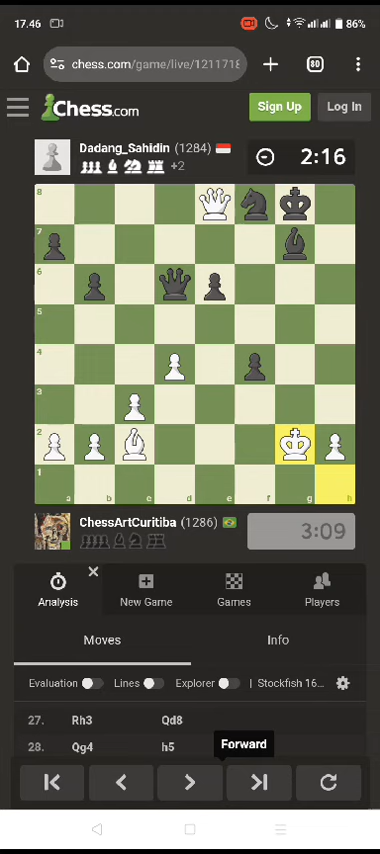 17.46 86%
chess.com/game/live/1211718 80
Chess.com Sign Up Log In
Dadang_Sahidin (1284) 2:16
+2
8
7
6
5
4
3
2
1
a b c d e f g h
ChessArtCuritiba (1286) 3:09
Analysis New Game Games Players
Moves Info
Evaluation Lines Explorer | Stockfish 16...
27. Rh3 Qd8
28. Qg4 h5
Forward